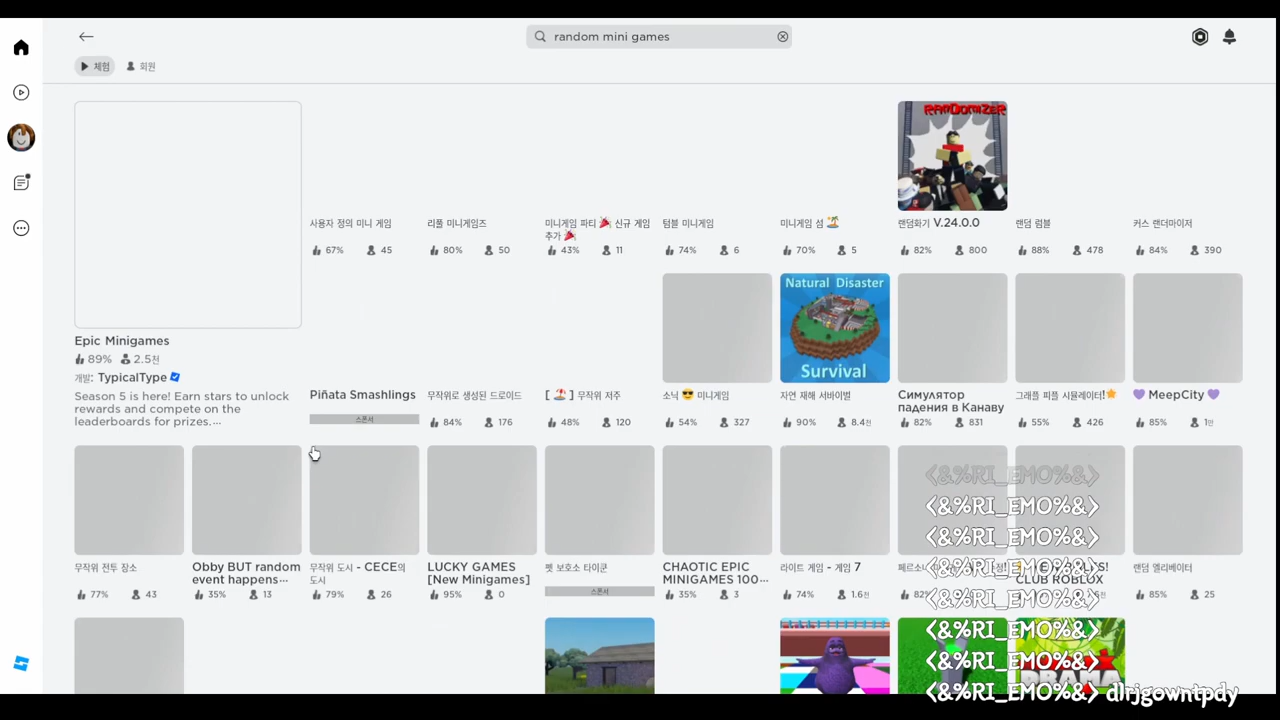 random mini games
체험 회원
RANDOMIZER
사용자 정의 미니 게임
67% 45
리플 미니게임즈
80% 50
미니게임 파티 🎉 신규 게임
추가 🎉
43% 11
텀블 미니게임
74% 6
미니게임 섬 🏝️
70% 5
랜덤화기 V.24.0.0
82% 800
랜덤 럼블
88% 478
커스 랜더마이저
84% 390
Epic Minigames
89% 2.5천
개발: TypicalType
Season 5 is here! Earn stars to unlock
rewards and compete on the
leaderboards for prizes....
Natural Disaster
Survival
Piñata Smashlings
스폰서
무작위로 생성된 드로이드
84% 176
[ 🏖️ ] 무작위 저주
48% 120
소닉 😎 미니게임
54% 327
자연 재해 서바이벌
90% 8.4천
Симулятор
падения в Канаву
82% 831
그래플 피플 시뮬레이터!🌟
55% 426
💜 MeepCity 💜
85% 1만
무작위 전투 장소
77% 43
Obby BUT random
event happens...
35% 13
무작위 도시 - CECE의
도시
79% 26
LUCKY GAMES
[New Minigames]
95% 0
펫 보호소 타이쿤
스폰서
CHAOTIC EPIC
MINIGAMES 100...
35% 3
라이트 게임 - 게임 7
74% 1.6천
CLUB ROBLOX
랜덤 엘리베이터
85% 25
DRAMA
<&%RI_EMO%&>
<&%RI_EMO%&>
<&%RI_EMO%&>
<&%RI_EMO%&>
<&%RI_EMO%&>
<&%RI_EMO%&>
<&%RI_EMO%&>
<&%RI_EMO%&> dlrjgowntpdy